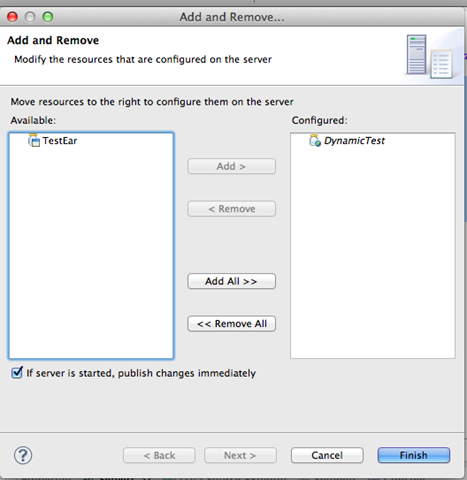 Add and Remove...
Add and Remove
Modify the resources that are configured on the server
Move resources to the right to configure them on the server
Available:
Configured:
TestEar
DynamicTest
Add >
< Remove
Add All >>
<< Remove All
If server is started, publish changes immediately
?
< Back
Next >
Cancel
Finish